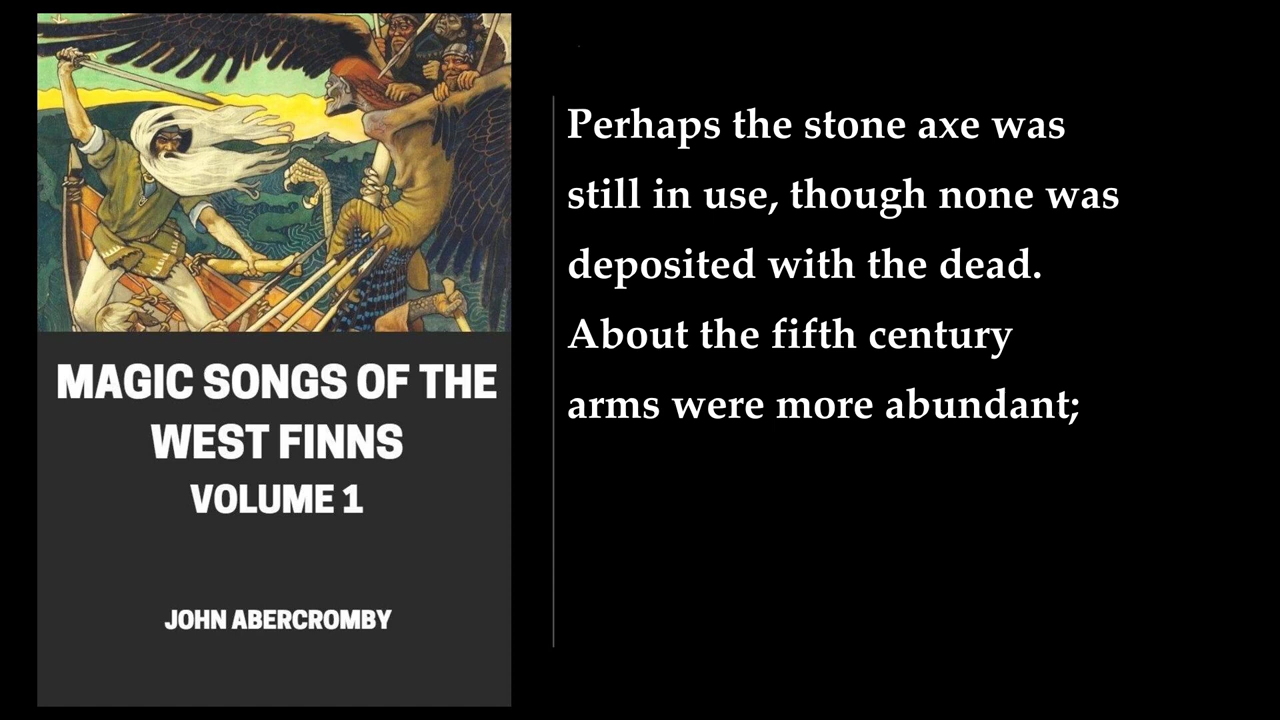 MAGIC SONGS OF THE
WEST FINNS
VOLUME 1
JOHN ABERCROMBY
Perhaps the stone axe was
still in use, though none was
deposited with the dead.
About the fifth century
arms were more abundant;